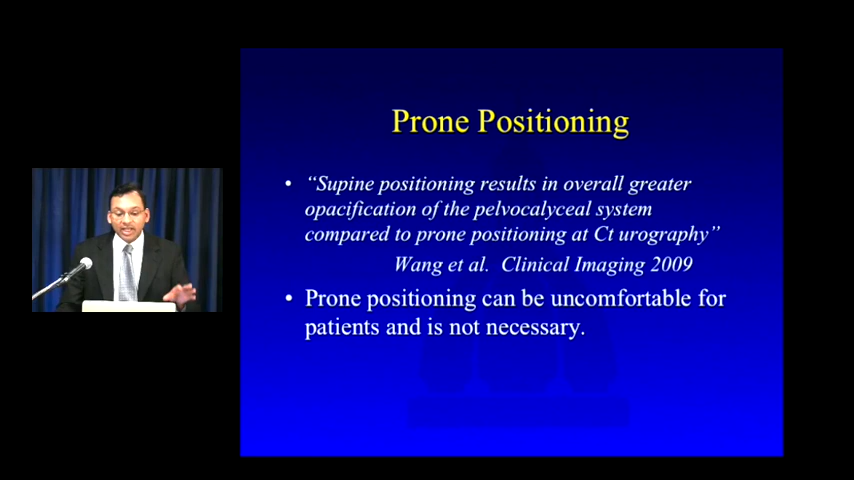 Prone Positioning
• “Supine positioning results in overall greater
opacification of the pelvocalyceal system
compared to prone positioning at Ct urography”
Wang et al. Clinical Imaging 2009
• Prone positioning can be uncomfortable for
patients and is not necessary.